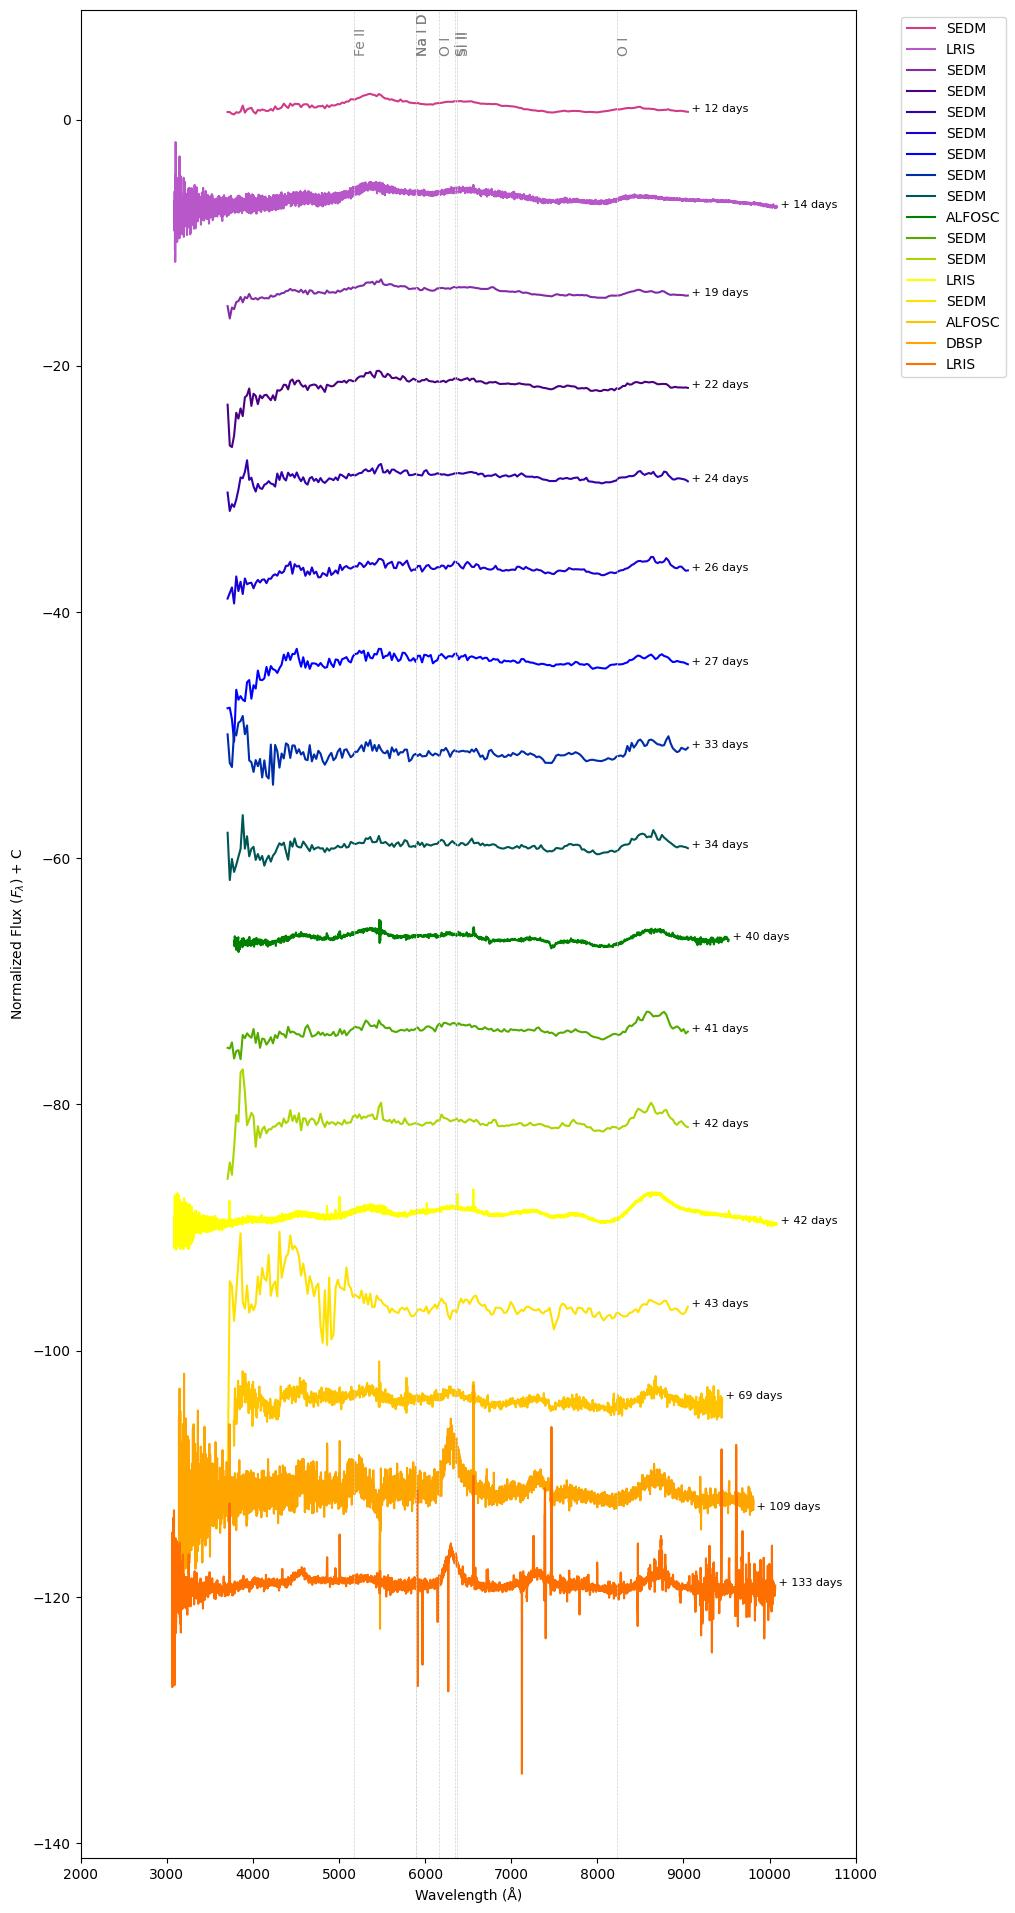 Fe II
Na I D
O I
Si II
O I
+ 12 days
+ 14 days
+ 19 days
+ 22 days
+ 24 days
+ 26 days
+ 27 days
+ 33 days
+ 34 days
+ 40 days
+ 41 days
+ 42 days
+ 42 days
+ 43 days
+ 69 days
+ 109 days
+ 133 days
SEDM
LRIS
SEDM
SEDM
SEDM
SEDM
SEDM
SEDM
SEDM
ALFOSC
SEDM
SEDM
LRIS
SEDM
ALFOSC
DBSP
LRIS
0
−20
−40
−60
−80
−100
−120
−140
Normalized Flux (Fλ) + C
2000 3000 4000 5000 6000 7000 8000 9000 10000 11000
Wavelength (Å)